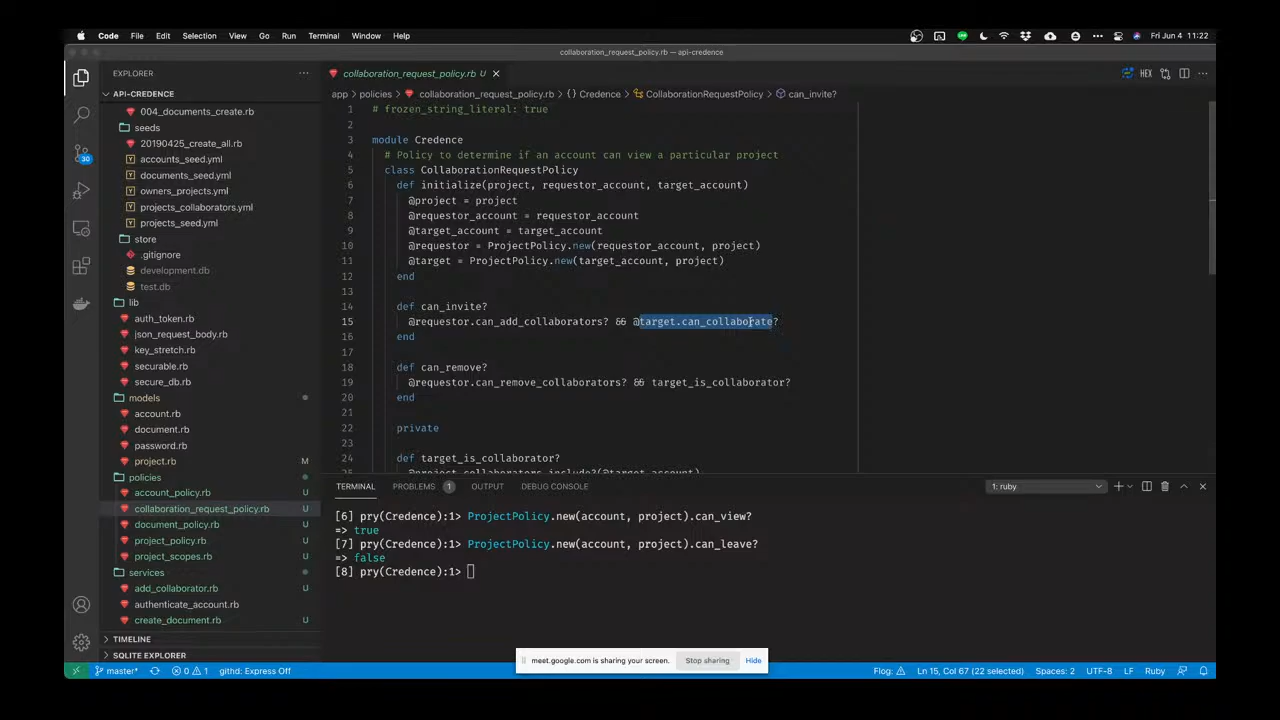 Code File Edit Selection View Go Run Terminal Window Help Fri Jun 4 11:22
collaboration_request_policy.rb — api-credence
EXPLORER
API-CREDENCE
004_documents_create.rb
seeds
20190425_create_all.rb
accounts_seed.yml
documents_seed.yml
owners_projects.yml
projects_collaborators.yml
projects_seed.yml
store
.gitignore
development.db
test.db
lib
auth_token.rb
json_request_body.rb
key_stretch.rb
securable.rb
secure_db.rb
models
account.rb
document.rb
password.rb
project.rb M
policies
account_policy.rb U
collaboration_request_policy.rb U
document_policy.rb U
project_policy.rb U
project_scopes.rb U
services
add_collaborator.rb U
authenticate_account.rb
create_document.rb U
TIMELINE
SQLITE EXPLORER
30
collaboration_request_policy.rb U
HEX
app > policies > collaboration_request_policy.rb > {} Credence > CollaborationRequestPolicy > can_invite?
1 # frozen_string_literal: true
2
3 module Credence
4 # Policy to determine if an account can view a particular project
5 class CollaborationRequestPolicy
6 def initialize(project, requestor_account, target_account)
7 @project = project
8 @requestor_account = requestor_account
9 @target_account = target_account
10 @requestor = ProjectPolicy.new(requestor_account, project)
11 @target = ProjectPolicy.new(target_account, project)
12 end
13
14 def can_invite?
15 @requestor.can_add_collaborators? && @target.can_collaborate?
16 end
17
18 def can_remove?
19 @requestor.can_remove_collaborators? && target_is_collaborator?
20 end
21
22 private
23
24 def target_is_collaborator?
25 @project.collaborators.include?(@target_account)
TERMINAL PROBLEMS 1 OUTPUT DEBUG CONSOLE 1: ruby
[6] pry(Credence):1> ProjectPolicy.new(account, project).can_view?
=> true
[7] pry(Credence):1> ProjectPolicy.new(account, project).can_leave?
=> false
[8] pry(Credence):1>
meet.google.com is sharing your screen. Stop sharing Hide
master* 0 1 githd: Express Off Flog: Ln 15, Col 67 (22 selected) Spaces: 2 UTF-8 LF Ruby